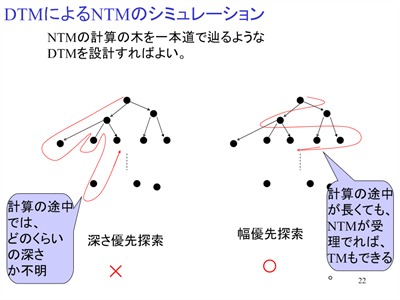 DTMによるNTMのシミュレーション
NTMの計算の木を一本道で辿るような
DTMを設計すればよい。
計算の途中
では、
どのくらい
の深さ
か不明
深さ優先探索
×
幅優先探索
○
計算の途中
が長くても、
NTMが受
理でれば、
TMもできる
。
22